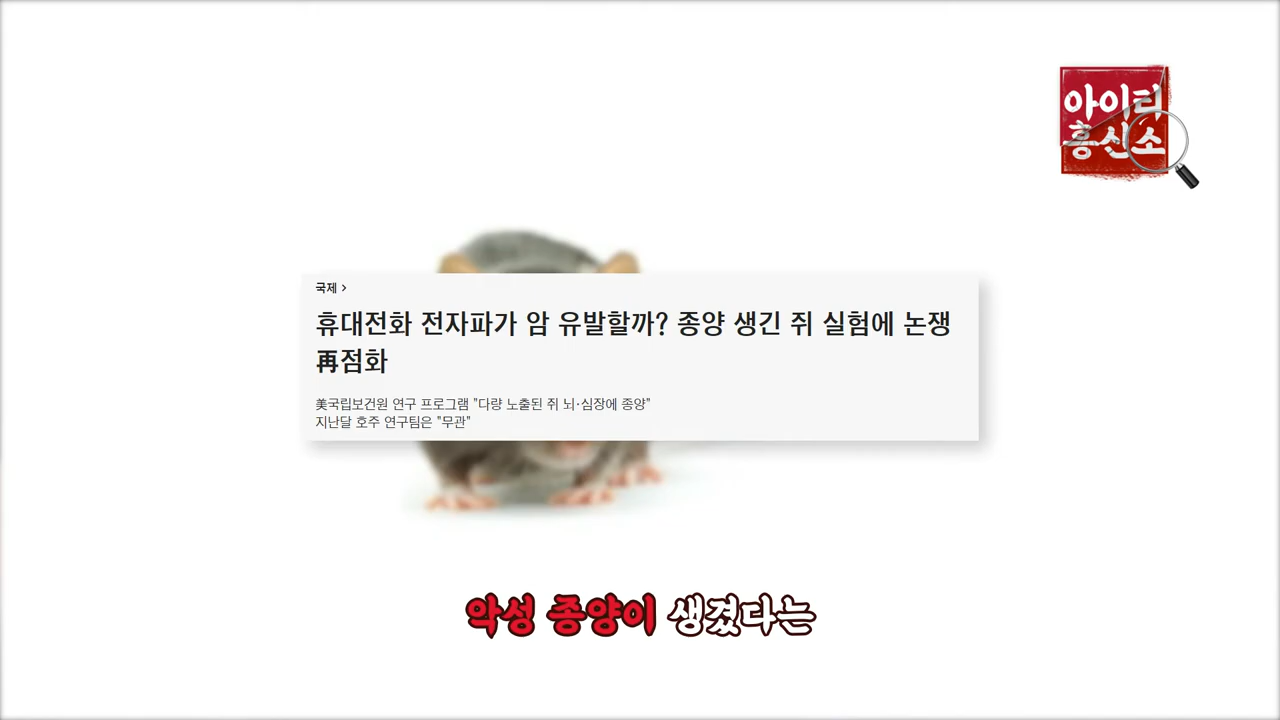 아이티
흥신소
국제 >
휴대전화 전자파가 암 유발할까? 종양 생긴 쥐 실험에 논쟁
再점화
美국립보건원 연구 프로그램 "다량 노출된 쥐 뇄·심장에 종양"
지난달 호주 연구팀은 "무관"
악성 종양이 생겼다는